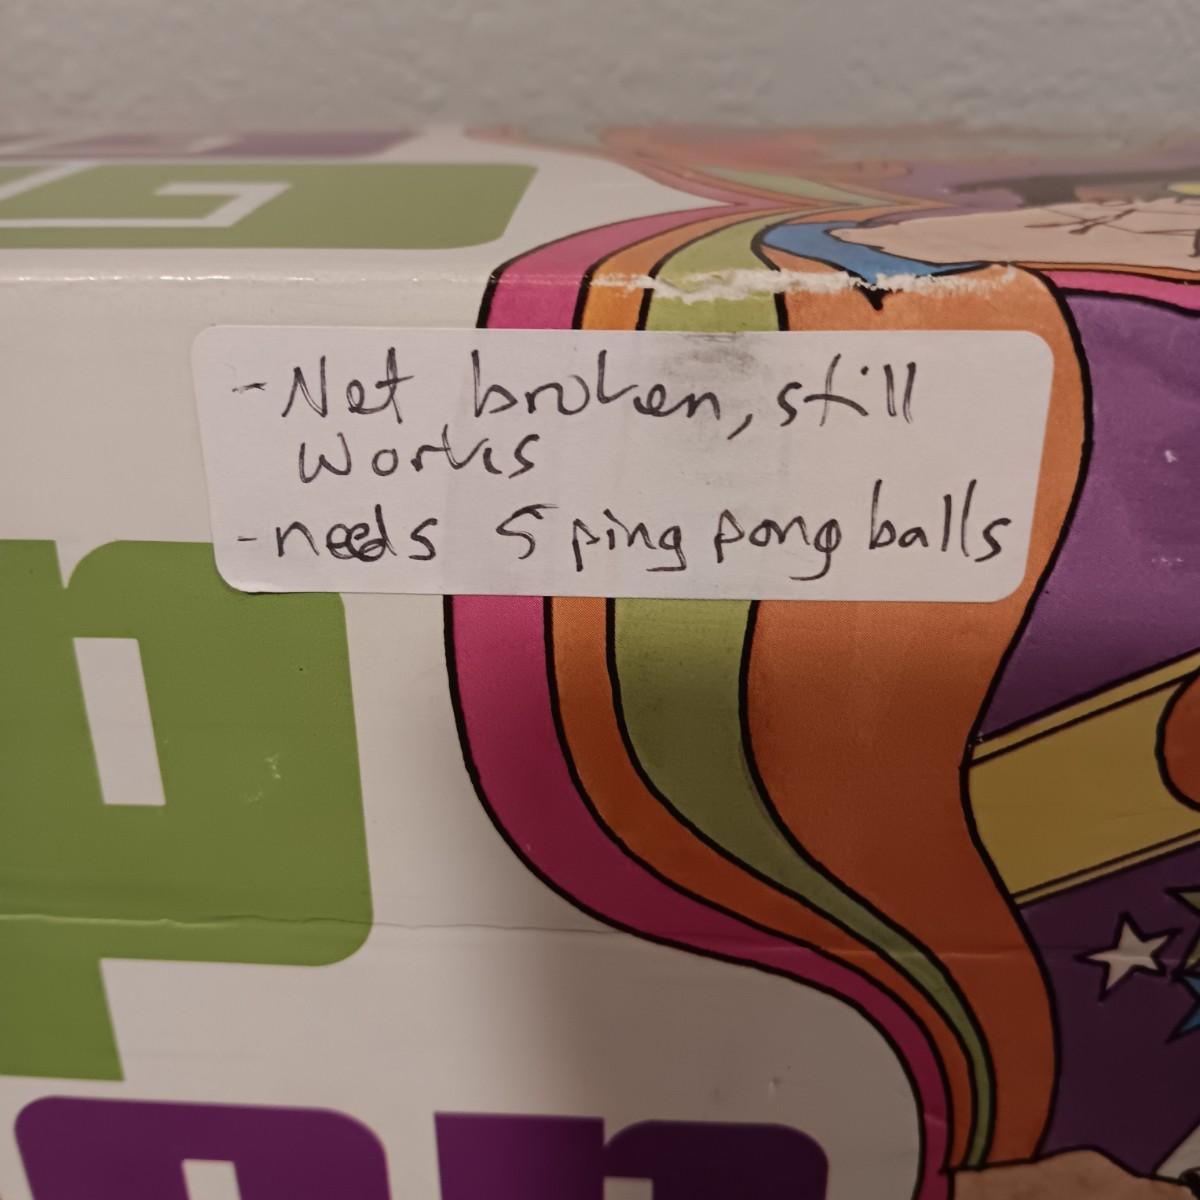 - Net broken, still
works
- needs 5 ping pong balls